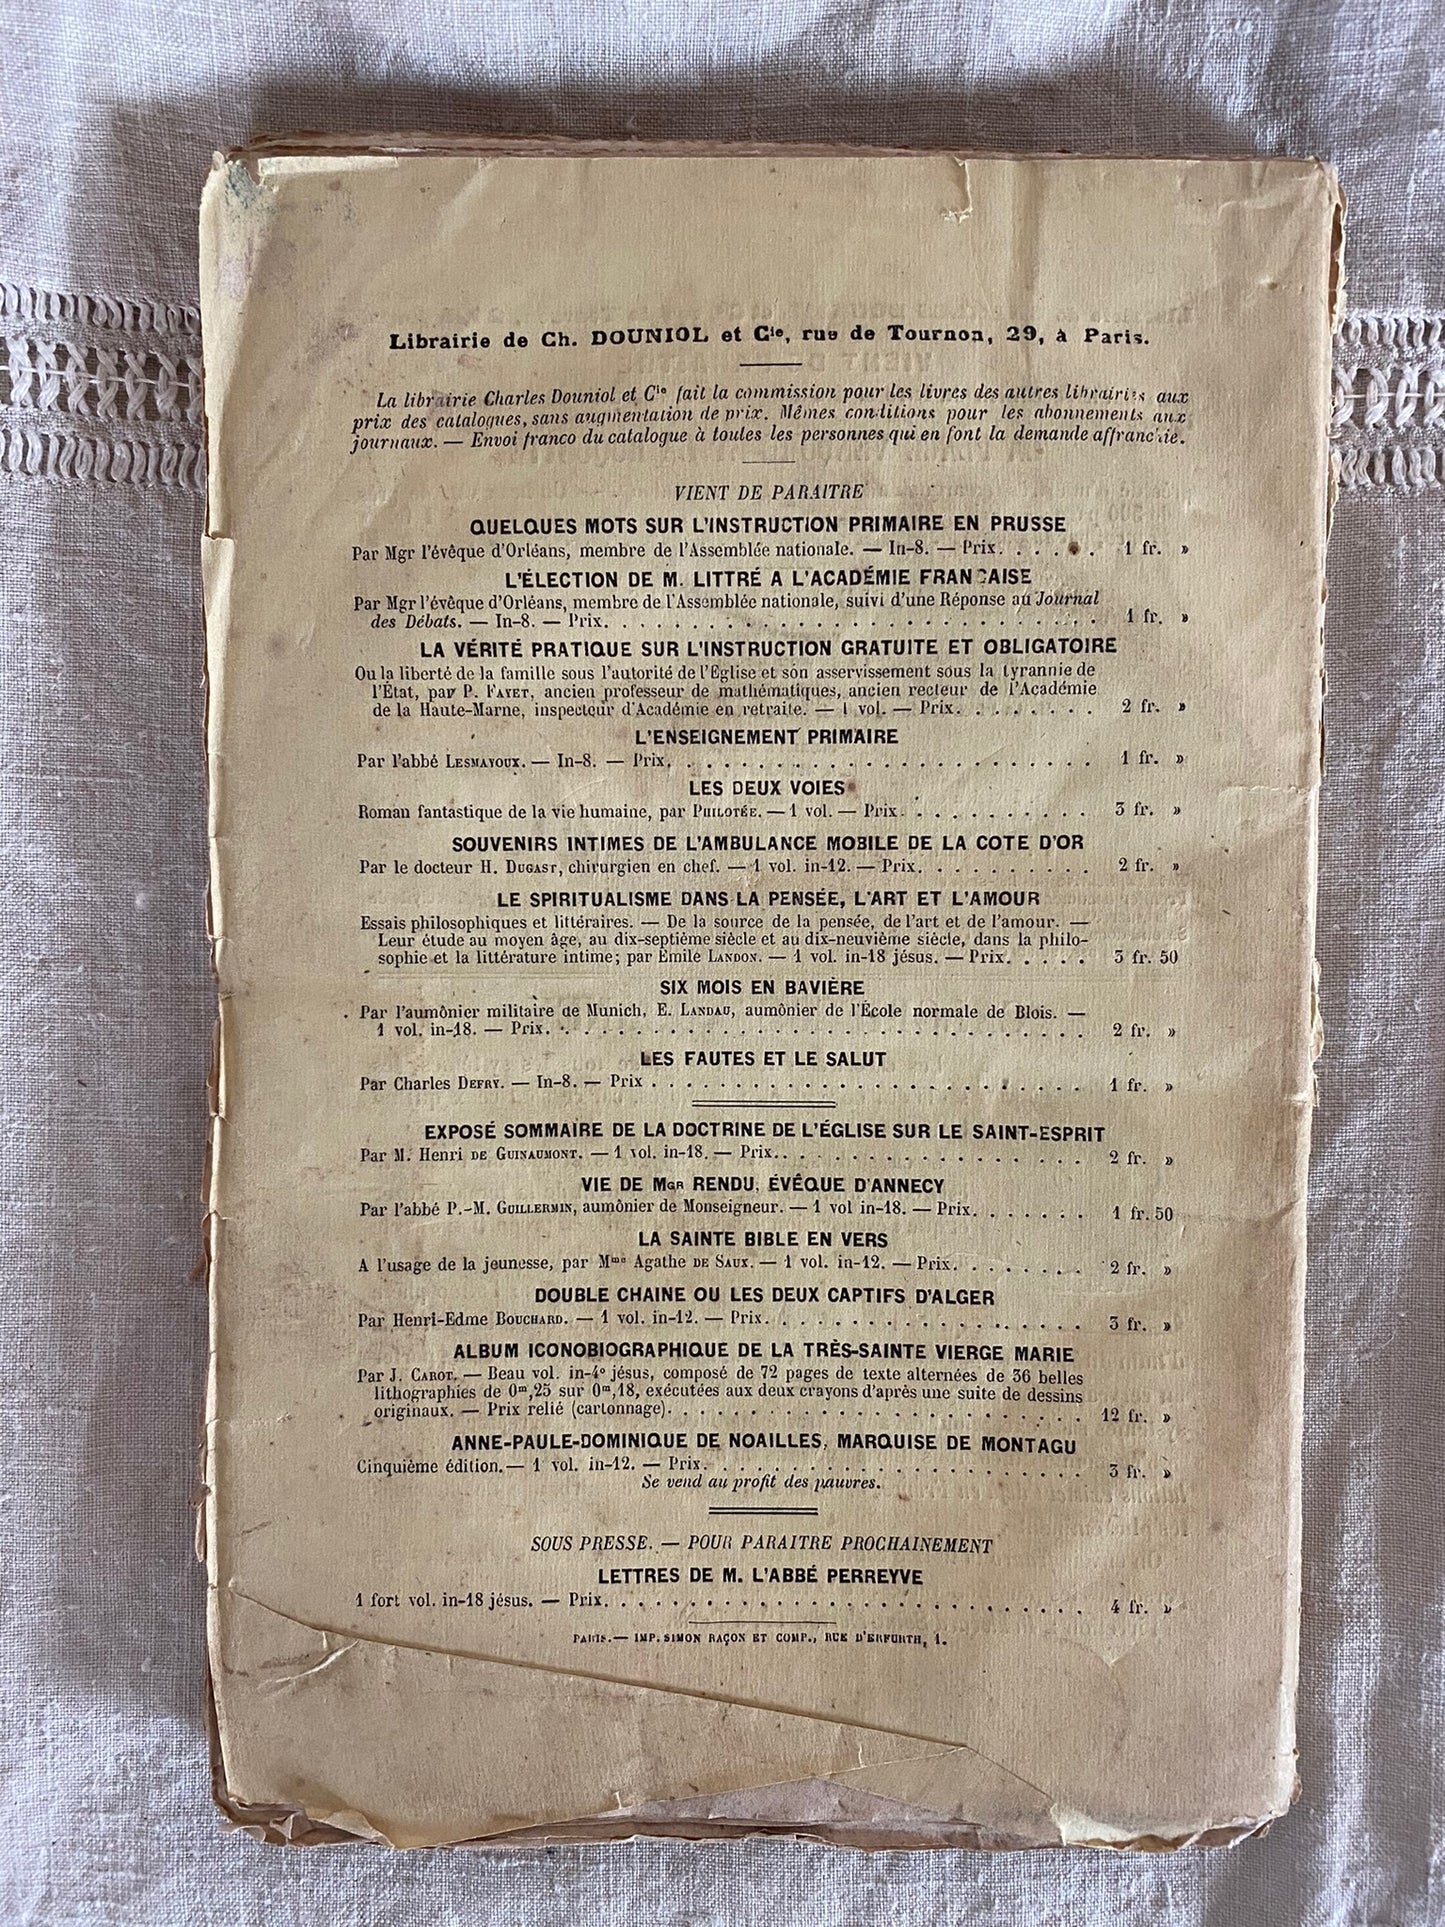 Librairie de Ch. DOUNIOL et Cie, rue de Tournon, 29, à Paris.
La librairie Charles Douniol et Cie fait la commission pour les livres des autres librairies aux
prix des catalogues, sans augmentation de prix. Mêmes conditions pour les abonnements aux
journaux. — Envoi franco du catalogue à toutes les personnes qui en font la demande affranchie.
VIENT DE PARAITRE
QUELQUES MOTS SUR L'INSTRUCTION PRIMAIRE EN PRUSSE
Par Mgr l'évêque d'Orléans, membre de l'Assemblée nationale. — In-8. — Prix. . . . . . 1 fr. »
L'ÉLECTION DE M. LITTRÉ A L'ACADÉMIE FRANÇAISE
Par Mgr l'évêque d'Orléans, membre de l'Assemblée nationale, suivi d'une Réponse au Journal
des Débats. — In-8. — Prix. . . . . . . . . . . . . . . . . . . . . . . . 1 fr. »
LA VÉRITÉ PRATIQUE SUR L'INSTRUCTION GRATUITE ET OBLIGATOIRE
Ou la liberté de la famille sous l'autorité de l'Église et son asservissement sous la tyrannie de
l'État, par P. FAYET, ancien professeur de mathématiques, ancien recteur de l'Académie
de la Haute-Marne, inspecteur d'Académie en retraite. — 1 vol. — Prix. . . . . . . . 2 fr. »
L'ENSEIGNEMENT PRIMAIRE
Par l'abbé LESMAYOUX. — In-8. — Prix. . . . . . . . . . . . . . . . . . . . . 1 fr. »
LES DEUX VOIES
Roman fantastique de la vie humaine, par PHILOTÉE. — 1 vol. — Prix. . . . . . . . . . 3 fr. »
SOUVENIRS INTIMES DE L'AMBULANCE MOBILE DE LA COTE D'OR
Par le docteur H. DUGAST, chirurgien en chef. — 1 vol. in-12. — Prix. . . . . . . . . 2 fr. »
LE SPIRITUALISME DANS LA PENSÉE, L'ART ET L'AMOUR
Essais philosophiques et littéraires. — De la source de la pensée, de l'art et de l'amour. —
Leur étude au moyen âge, au dix-septième siècle et au dix-neuvième siècle, dans la philo-
sophie et la littérature intime; par Emile LANDON. — 1 vol. in-18 jésus. — Prix. . . . . 3 fr. 50
SIX MOIS EN BAVIÈRE
Par l'aumônier militaire de Munich, E. LANDAU, aumônier de l'École normale de Blois. —
1 vol. in-18. — Prix. . . . . . . . . . . . . . . . . . . . . . . . . . . 2 fr. »
LES FAUTES ET LE SALUT
Par Charles DEFRY. — In-8. — Prix . . . . . . . . . . . . . . . . . . . . . . 1 fr. »
EXPOSÉ SOMMAIRE DE LA DOCTRINE DE L'ÉGLISE SUR LE SAINT-ESPRIT
Par M. Henri DE GUINAUMONT. — 1 vol. in-18. — Prix. . . . . . . . . . . . . . . . 2 fr. »
VIE DE MGR RENDU, ÉVÊQUE D'ANNECY
Par l'abbé P.-M. GUILLERMIN, aumônier de Monseigneur. — 1 vol in-18. — Prix. . . . . . . 1 fr. 50
LA SAINTE BIBLE EN VERS
A l'usage de la jeunesse, par Mme Agathe DE SAUX. — 1 vol. in-12. — Prix. . . . . . . . 2 fr. »
DOUBLE CHAINE OU LES DEUX CAPTIFS D'ALGER
Par Henri-Edme BOUCHARD. — 1 vol. in-12. — Prix. . . . . . . . . . . . . . . . . 3 fr. »
ALBUM ICONOBIOGRAPHIQUE DE LA TRÈS-SAINTE VIERGE MARIE
Par J. CAROT. — Beau vol. in-4° jésus, composé de 72 pages de texte alternées de 36 belles
lithographies de 0m,25 sur 0m,18, exécutées aux deux crayons d'après une suite de dessins
originaux. — Prix relié (cartonnage). . . . . . . . . . . . . . . . . . . . . 12 fr. »
ANNE-PAULE-DOMINIQUE DE NOAILLES, MARQUISE DE MONTAGU
Cinquième édition. — 1 vol. in-12. — Prix. . . . . . . . . . . . . . . . . . . . 3 fr. »
Se vend au profit des pauvres.
SOUS PRESSE. — POUR PARAITRE PROCHAINEMENT
LETTRES DE M. L'ABBÉ PERREYVE
1 fort vol. in-18 jésus. — Prix. . . . . . . . . . . . . . . . . . . . . . . . 4 fr. »
PARIS. — IMP. SIMON RAÇON ET COMP., RUE D'ERFURTH, 1.